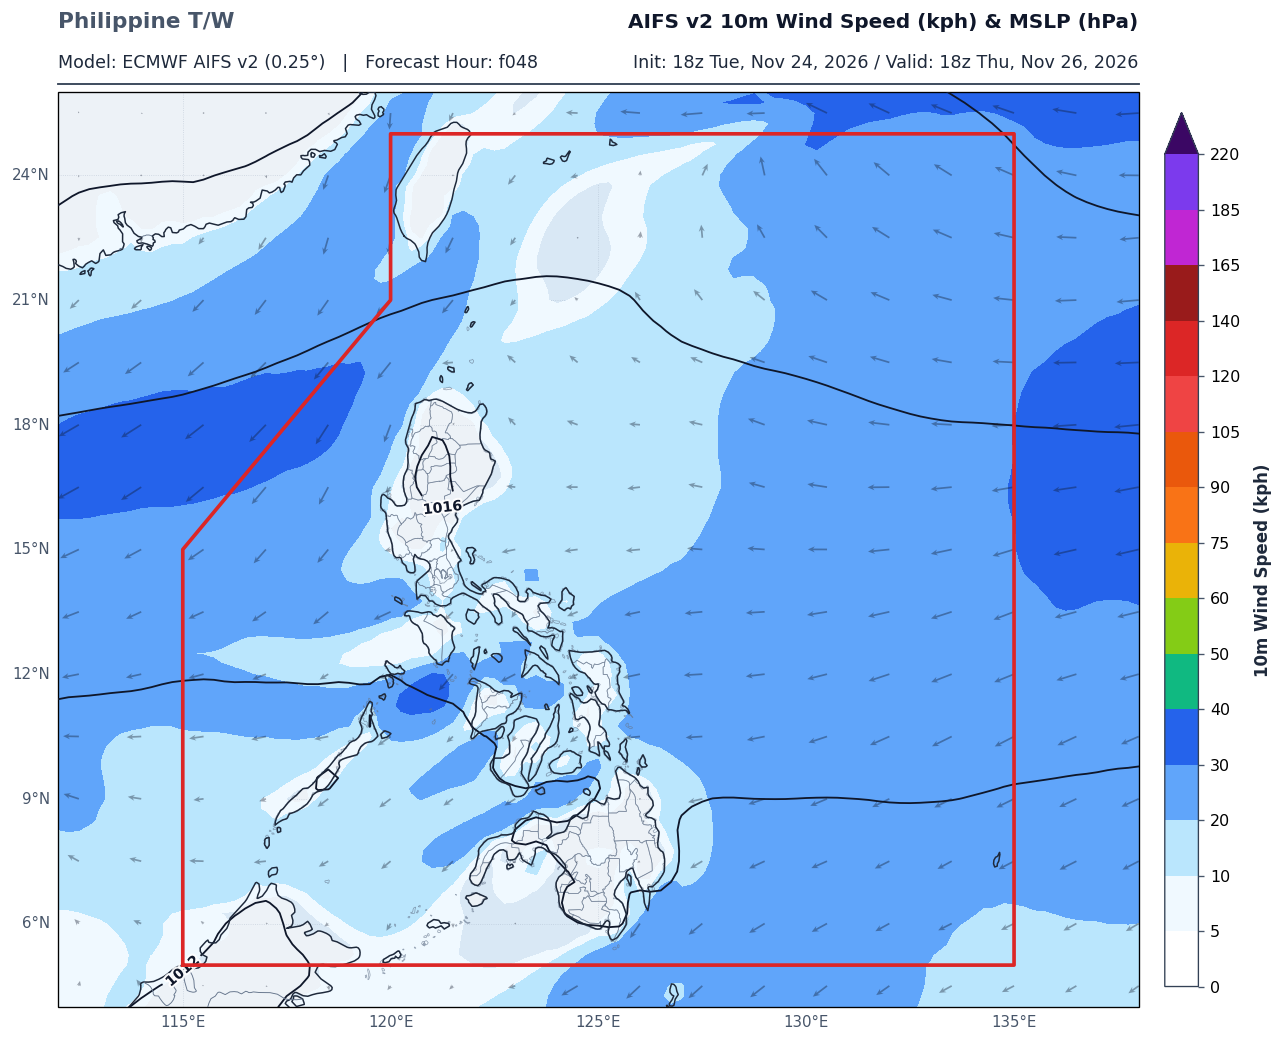 Philippine T/W
AIFS v2 10m Wind Speed (kph) & MSLP (hPa)
Model: ECMWF AIFS v2 (0.25°) | Forecast Hour: f048
Init: 18z Tue, Nov 24, 2026 / Valid: 18z Thu, Nov 26, 2026
24°N
21°N
18°N
15°N
12°N
9°N
6°N
115°E
120°E
125°E
130°E
135°E
1016
1012
220
185
165
140
120
105
90
75
60
50
40
30
20
10
5
0
10m Wind Speed (kph)